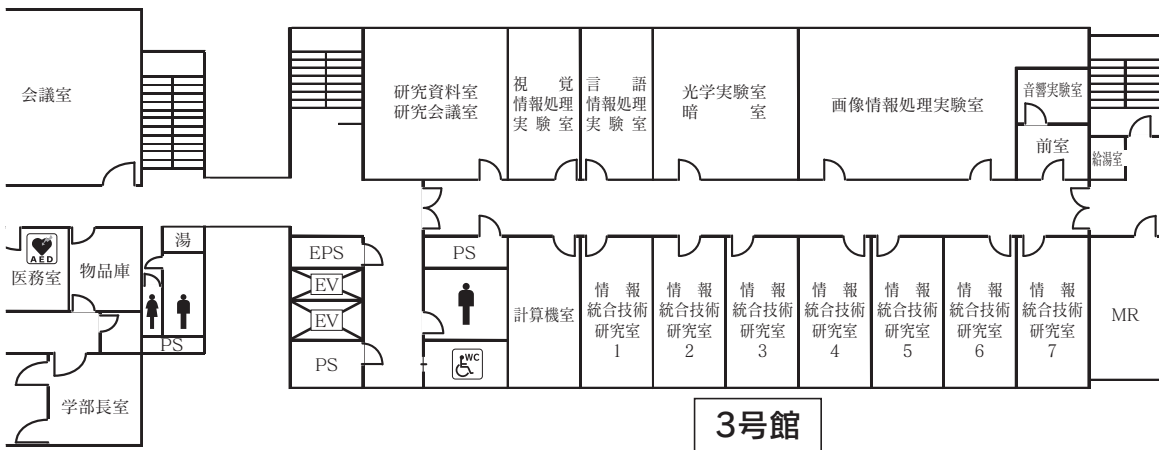 会議室
研究資料室
研究会議室
視覚
情報処理
実験室
言語
情報処理
実験室
光学実験室
暗室
画像情報処理実験室
音響実験室
前室
給湯室
AED
医務室
物品庫
湯
PS
学部長室
EPS
EV
EV
PS
PS
WC
計算機室
情報
統合技術
研究室
1
情報
統合技術
研究室
2
情報
統合技術
研究室
3
情報
統合技術
研究室
4
情報
統合技術
研究室
5
情報
統合技術
研究室
6
情報
統合技術
研究室
7
MR
3号館